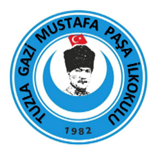 TUZLA GAZİ MUSTAFA PAŞA İLKOKULU
1982